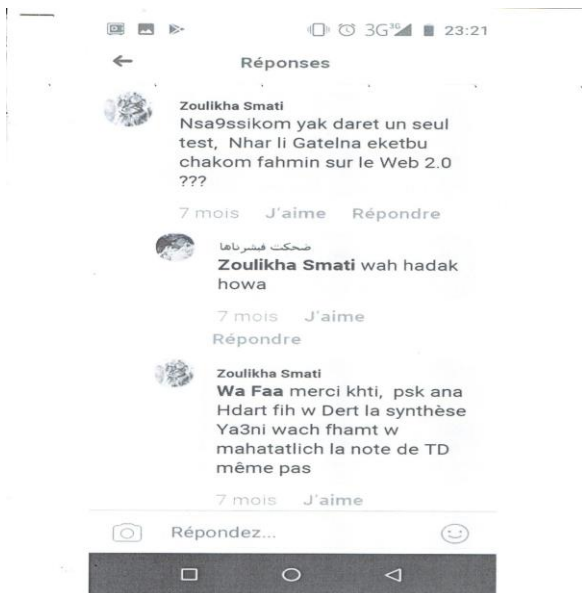 3G 3G 23:21
Réponses
Zoulikha Smati
Nsa9ssikom yak daret un seul
test, Nhar li Gatelna eketbu
chakom fahmin sur le Web 2.0
???
7 mois J'aime Répondre
ضحكت فبشرناها
Zoulikha Smati wah hadak
howa
7 mois J'aime
Répondre
Zoulikha Smati
Wa Faa merci khti, psk ana
Hdart fih w Dert la synthèse
Ya3ni wach fhamt w
mahatatlich la note de TD
même pas
7 mois J'aime
Répondez...